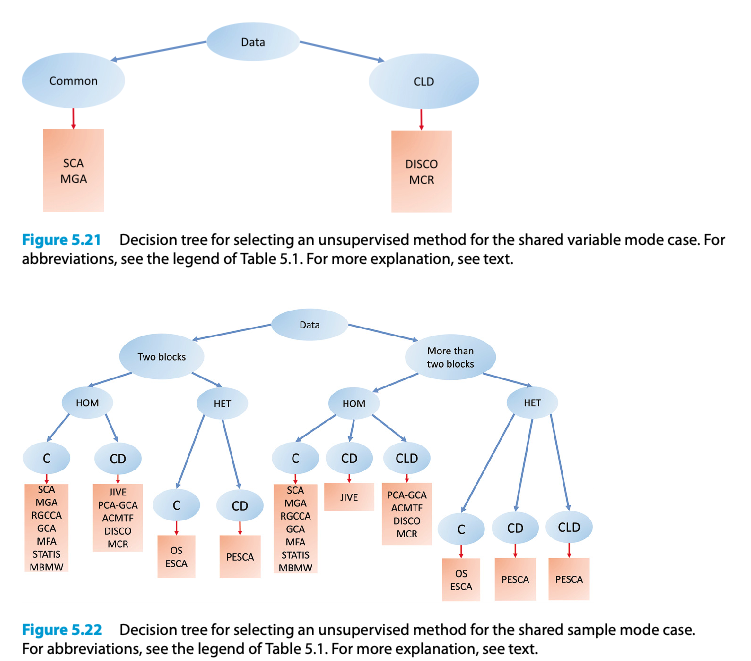 Data
Common
CLD
SCA
MGA
DISCO
MCR
Figure 5.21 Decision tree for selecting an unsupervised method for the shared variable mode case. For
abbreviations, see the legend of Table 5.1. For more explanation, see text.
Data
Two blocks
More than
two blocks
HOM
HET
HOM
HET
C
CD
C
CD
CLD
SCA
MGA
RGCCA
GCA
MFA
STATIS
MBMW
JIVE
PCA-GCA
ACMTF
DISCO
MCR
C
CD
OS
ESCA
PESCA
SCA
MGA
RGCCA
GCA
MFA
STATIS
MBMW
JIVE
PCA-GCA
ACMTF
DISCO
MCR
C
CD
CLD
OS
ESCA
PESCA
PESCA
Figure 5.22 Decision tree for selecting an unsupervised method for the shared sample mode case.
For abbreviations, see the legend of Table 5.1. For more explanation, see text.